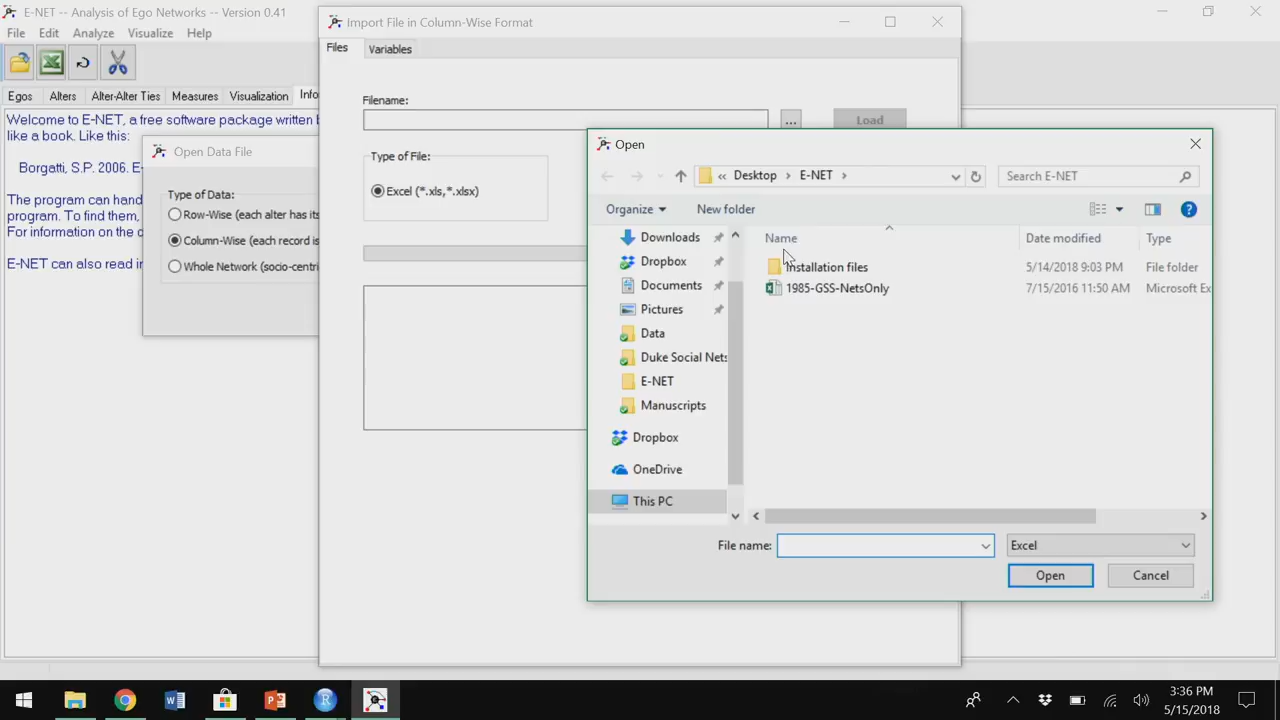 E-NET -- Analysis of Ego Networks -- Version 0.41
File Edit Analyze Visualize Help
Egos Alters Alter-Alter Ties Measures Visualization
Welcome to E-NET, a free software package written
like a book. Like this:
Borgatti, S.P. 2006.
The program can hand
program. To find them,
For information on the
E-NET can also read in
Open Data File
Type of Data:
Row-Wise (each alter has its
Column-Wise (each record is
Whole Network (socio-centri
Import File in Column-Wise Format
Files Variables
Filename:
... Load
Type of File:
Excel (*.xls,*.xlsx)
Open
« Desktop > E-NET >
Search E-NET
Organize New folder
Downloads
Dropbox
Documents
Pictures
Data
Duke Social Nets
E-NET
Manuscripts
Dropbox
OneDrive
This PC
Name Date modified Type
Installation files 5/14/2018 9:03 PM File folder
1985-GSS-NetsOnly 7/15/2016 11:50 AM Microsoft Ex
File name: Excel
Open Cancel
3:36 PM
5/15/2018